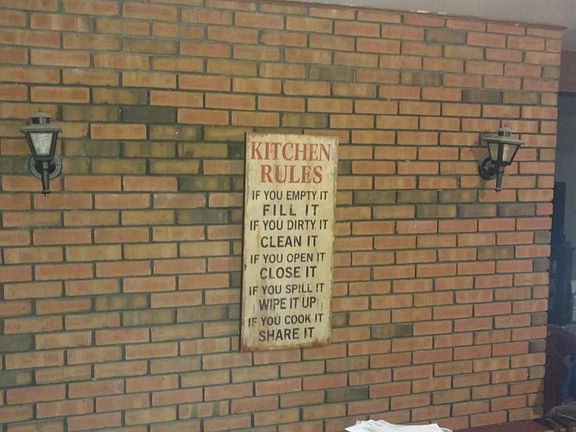 KITCHEN
RULES
IF YOU EMPTY IT
FILL IT
IF YOU DIRTY IT
CLEAN IT
IF YOU OPEN IT
CLOSE IT
IF YOU SPILL IT
WIPE IT UP
IF YOU COOK IT
SHARE IT